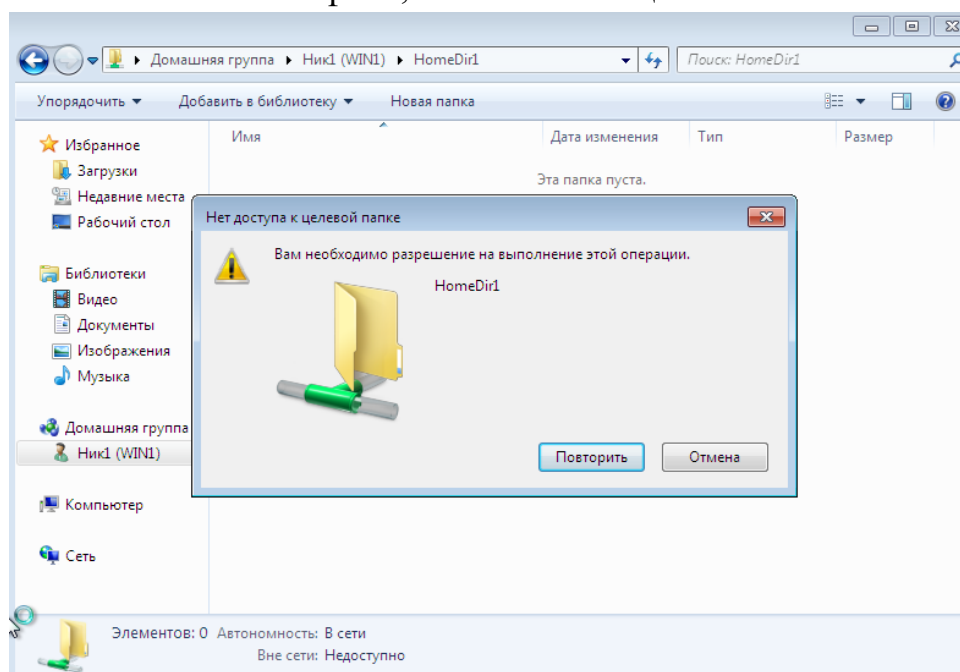 Домашняя группа ▸ Ник1 (WIN1) ▸ HomeDir1
Поиск: HomeDir1
Упорядочить ▾ Добавить в библиотеку ▾ Новая папка
Имя Дата изменения Тип Размер
Эта папка пуста.
Избранное
Загрузки
Недавние места
Рабочий стол
Библиотеки
Видео
Документы
Изображения
Музыка
Домашняя группа
Ник1 (WIN1)
Компьютер
Сеть
Нет доступа к целевой папке
Вам необходимо разрешение на выполнение этой операции.
HomeDir1
Повторить Отмена
Элементов: 0 Автономность: В сети
Вне сети: Недоступно